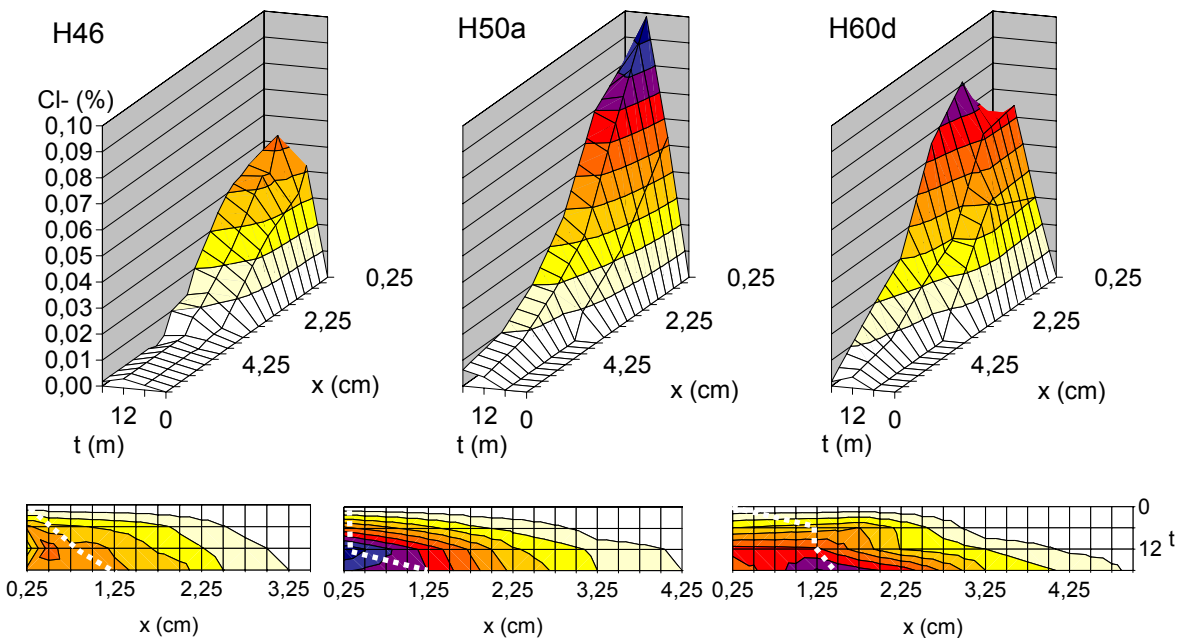 H46
H50a
H60d
Cl- (%)
0,10
0,09
0,08
0,07
0,06
0,05
0,04
0,03
0,02
0,01
0,00
12 0
t (m)
4,25
2,25
0,25
x (cm)
12 0
t (m)
4,25
2,25
0,25
x (cm)
12 0
t (m)
4,25
2,25
0,25
x (cm)
0,25 1,25 2,25 3,25
x (cm)
0,25 1,25 2,25 3,25 4,25
x (cm)
0,25 1,25 2,25 3,25 4,25
x (cm)
0
12
t